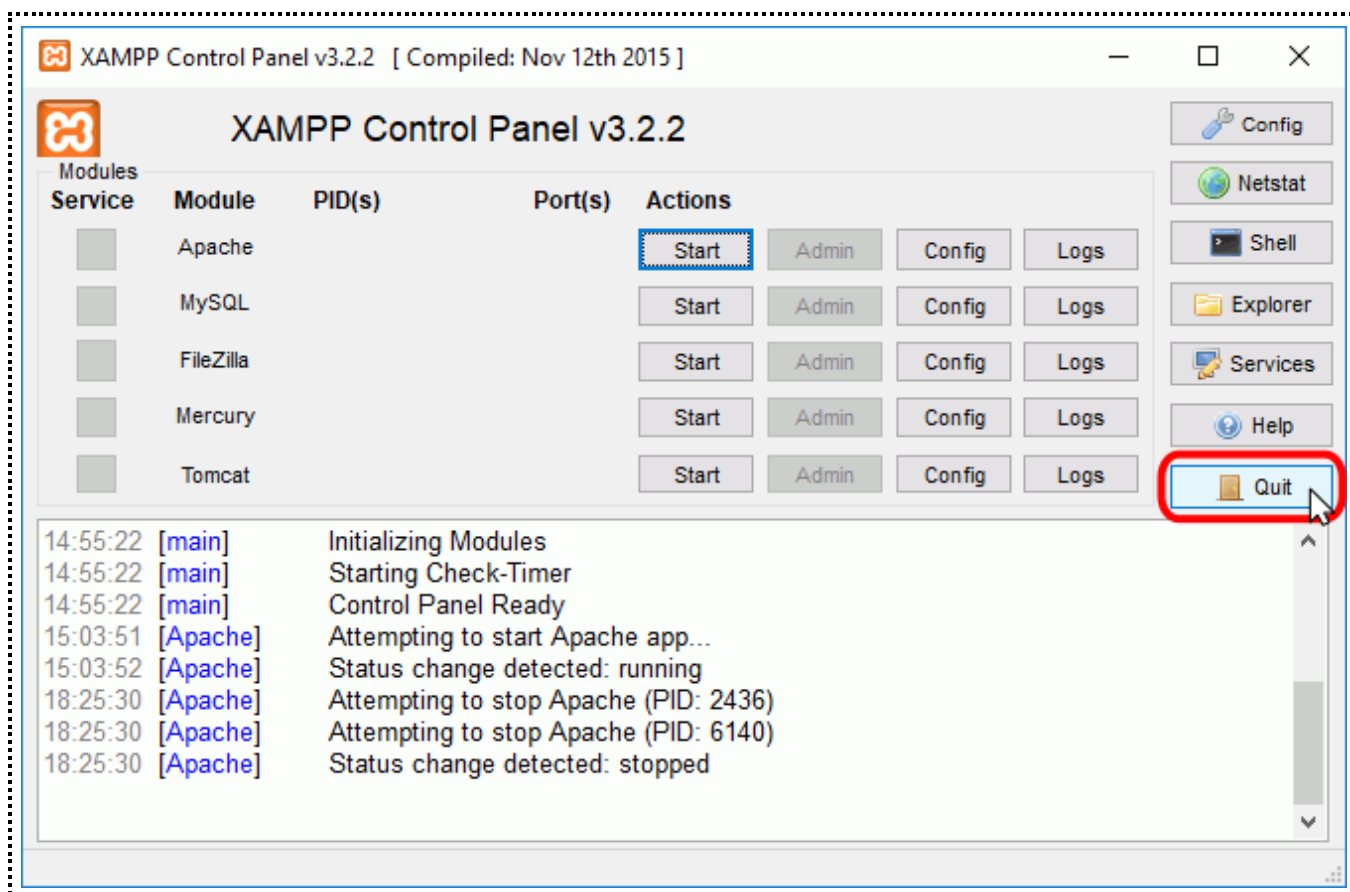 XAMPP Control Panel v3.2.2 [ Compiled: Nov 12th 2015 ]
XAMPP Control Panel v3.2.2
Config
Modules
Netstat
Service Module PID(s) Port(s) Actions
Apache Start Admin Config Logs
Shell
MySQL Start Admin Config Logs
Explorer
FileZilla Start Admin Config Logs
Services
Mercury Start Admin Config Logs
Help
Tomcat Start Admin Config Logs
Quit
14:55:22 [main] Initializing Modules
14:55:22 [main] Starting Check-Timer
14:55:22 [main] Control Panel Ready
15:03:51 [Apache] Attempting to start Apache app...
15:03:52 [Apache] Status change detected: running
18:25:30 [Apache] Attempting to stop Apache (PID: 2436)
18:25:30 [Apache] Attempting to stop Apache (PID: 6140)
18:25:30 [Apache] Status change detected: stopped